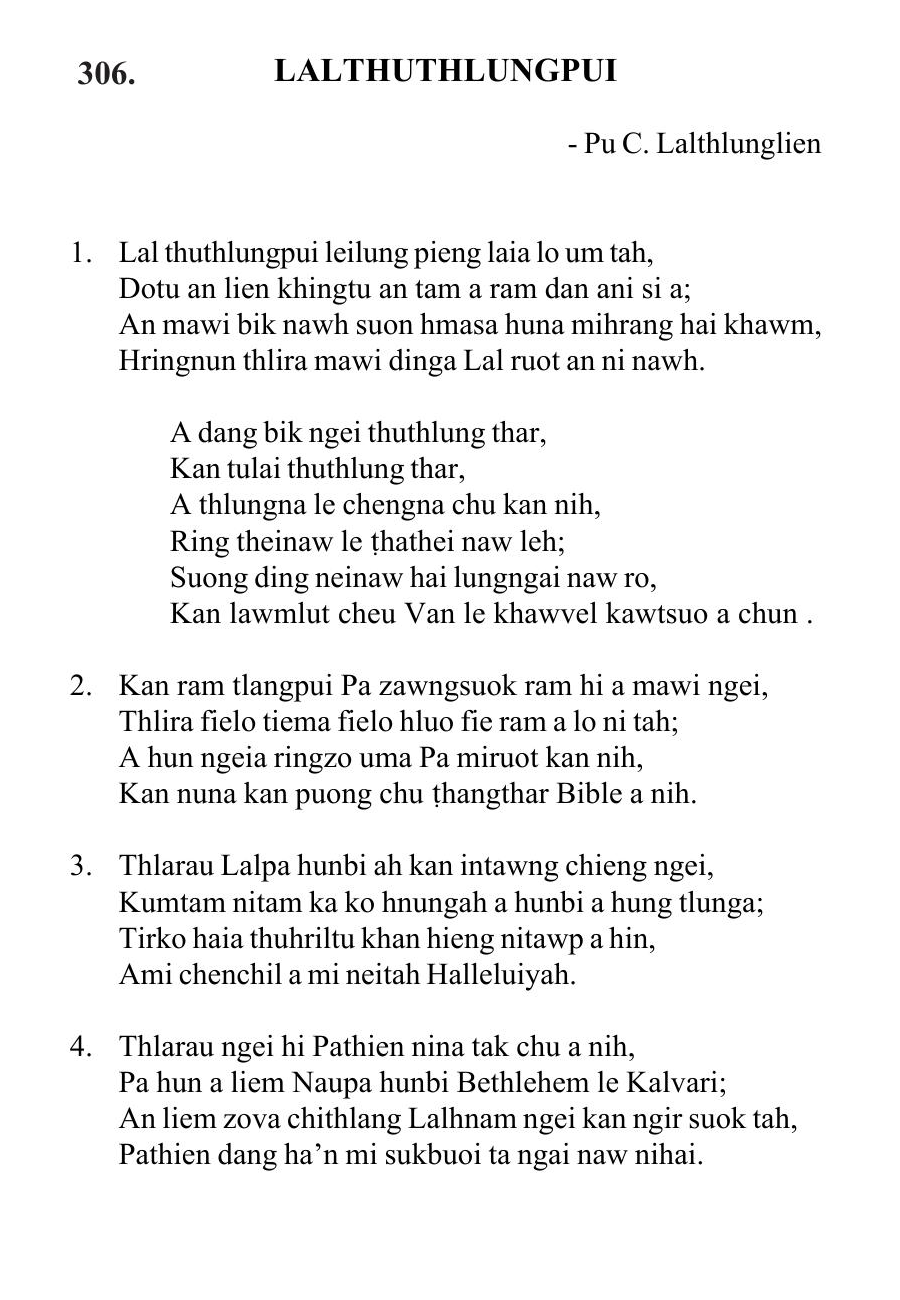 306. LALTHUTHLUNGPUI
- Pu C. Lalthlunglien
1. Lal thuthlungpui leilung pieng laia lo um tah,
Dotu an lien khingtu an tam a ram dan ani si a;
An mawi bik nawh suon hmasa huna mihrang hai khawm,
Hringnun thlira mawi dinga Lal ruot an ni nawh.
A dang bik ngei thuthlung thar,
Kan tulai thuthlung thar,
A thlungna le chengna chu kan nih,
Ring theinaw le ṭhathei naw leh;
Suong ding neinaw hai lungngai naw ro,
Kan lawmlut cheu Van le khawvel kawtsuo a chun .
2. Kan ram tlangpui Pa zawngsuok ram hi a mawi ngei,
Thlira fielo tiema fielo hluo fie ram a lo ni tah;
A hun ngeia ringzo uma Pa miruot kan nih,
Kan nuna kan puong chu ṭhangthar Bible a nih.
3. Thlarau Lalpa hunbi ah kan intawng chieng ngei,
Kumtam nitam ka ko hnungah a hunbi a hung tlunga;
Tirko haia thuhriltu khan hieng nitawp a hin,
Ami chenchil a mi neitah Halleluiyah.
4. Thlarau ngei hi Pathien nina tak chu a nih,
Pa hun a liem Naupa hunbi Bethlehem le Kalvari;
An liem zova chithlang Lalhnam ngei kan ngir suok tah,
Pathien dang ha’n mi sukbuoi ta ngai naw nihai.